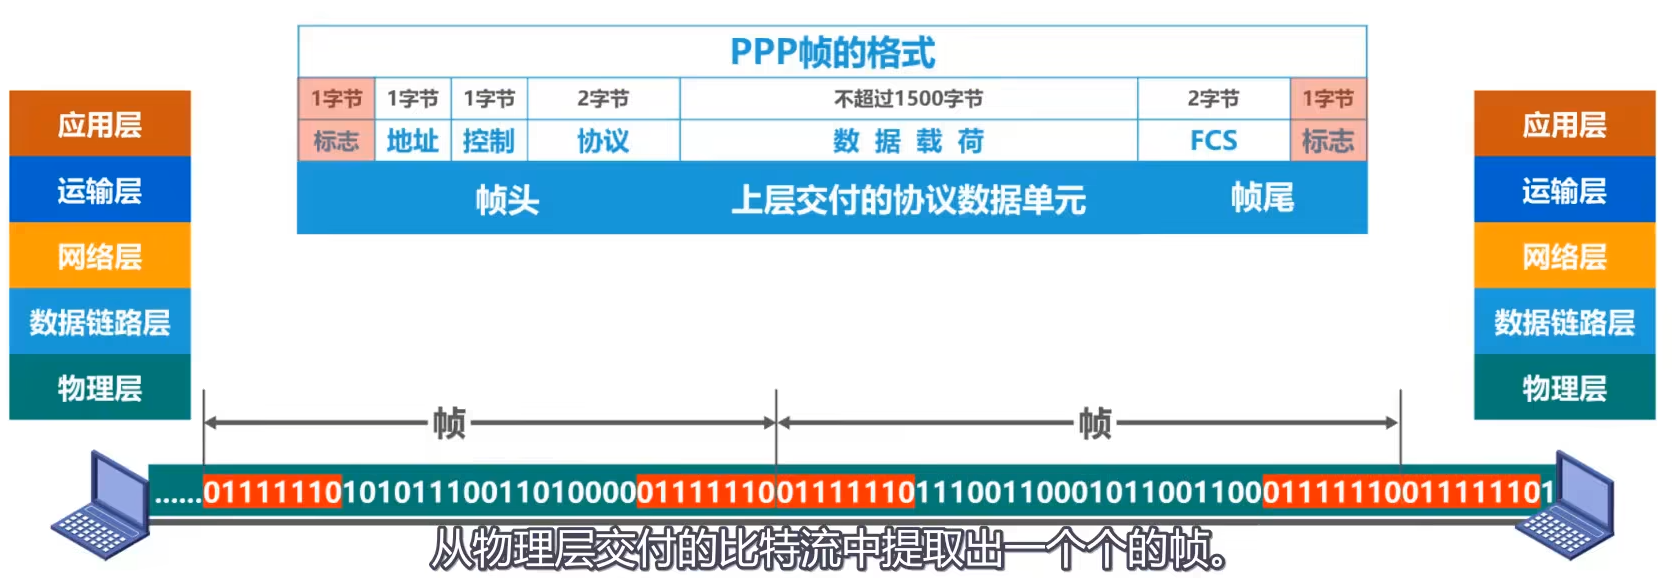 PPP帧的格式
1字节 1字节 1字节 2字节 不超过1500字节 2字节 1字节
标志 地址 控制 协议 数据载荷 FCS 标志
帧头 上层交付的协议数据单元 帧尾
应用层
运输层
网络层
数据链路层
物理层
应用层
运输层
网络层
数据链路层
物理层
帧 帧
......01111110101011100110100000111111001111110111001100010110011000111111001111101
从物理层交付的比特流中提取出一个个的帧。